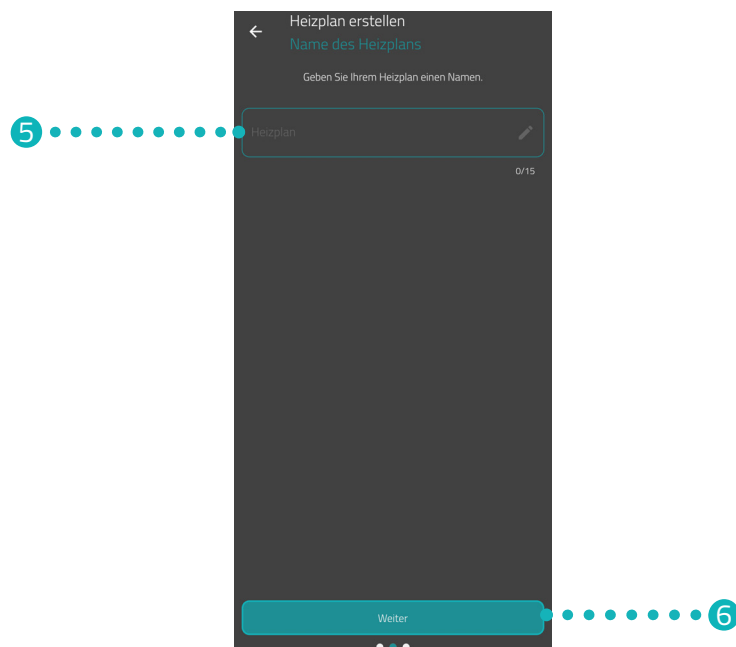 Heizplan erstellen
Name des Heizplans
Geben Sie Ihrem Heizplan einen Namen.
5
Heizplan
0/15
Weiter
6